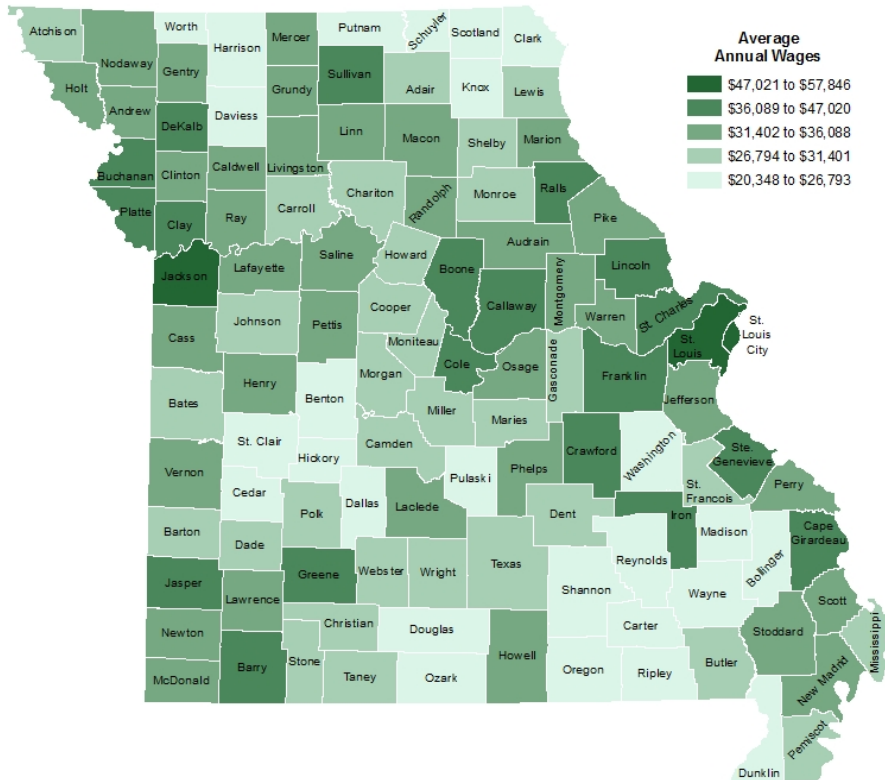 Average
Annual Wages
$47,021 to $57,846
$36,089 to $47,020
$31,402 to $36,088
$26,794 to $31,401
$20,348 to $26,793
Atchison
Worth
Putnam
Schuyler
Scotland
Clark
Nodaway
Harrison
Mercer
Sullivan
Adair
Knox
Lewis
Holt
Gentry
Grundy
Andrew
DeKalb
Daviess
Linn
Macon
Shelby
Marion
Buchanan
Clinton
Caldwell
Livingston
Chariton
Randolph
Monroe
Ralls
Platte
Clay
Ray
Carroll
Pike
Audrain
Jackson
Lafayette
Saline
Howard
Boone
Callaway
Montgomery
Lincoln
Warren
St. Charles
St.
Louis
St.
Louis
City
Cass
Johnson
Pettis
Cooper
Moniteau
Cole
Osage
Gasconade
Franklin
Jefferson
Bates
Henry
Benton
Morgan
Miller
Maries
St. Clair
Hickory
Camden
Pulaski
Phelps
Crawford
Washington
Ste.
Genevieve
St.
Francois
Perry
Vernon
Cedar
Polk
Dallas
Laclede
Dent
Iron
Madison
Bollinger
Cape
Girardeau
Barton
Dade
Greene
Webster
Wright
Texas
Reynolds
Shannon
Wayne
Jasper
Lawrence
Christian
Douglas
Howell
Carter
Stoddard
Scott
Mississippi
Newton
Barry
Stone
Taney
Ozark
Oregon
Ripley
Butler
New Madrid
McDonald
Pemiscot
Dunklin